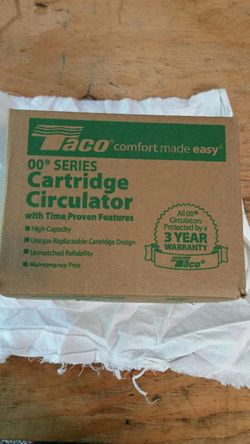 Taco® comfort made easy®
00® SERIES
Cartridge
Circulator
with Time Proven Features
High Capacity
Unique Replaceable Cartridge Design
Unmatched Reliability
Maintenance Free
All 00®
Circulators
Protected by a
3 YEAR
WARRANTY
Taco®